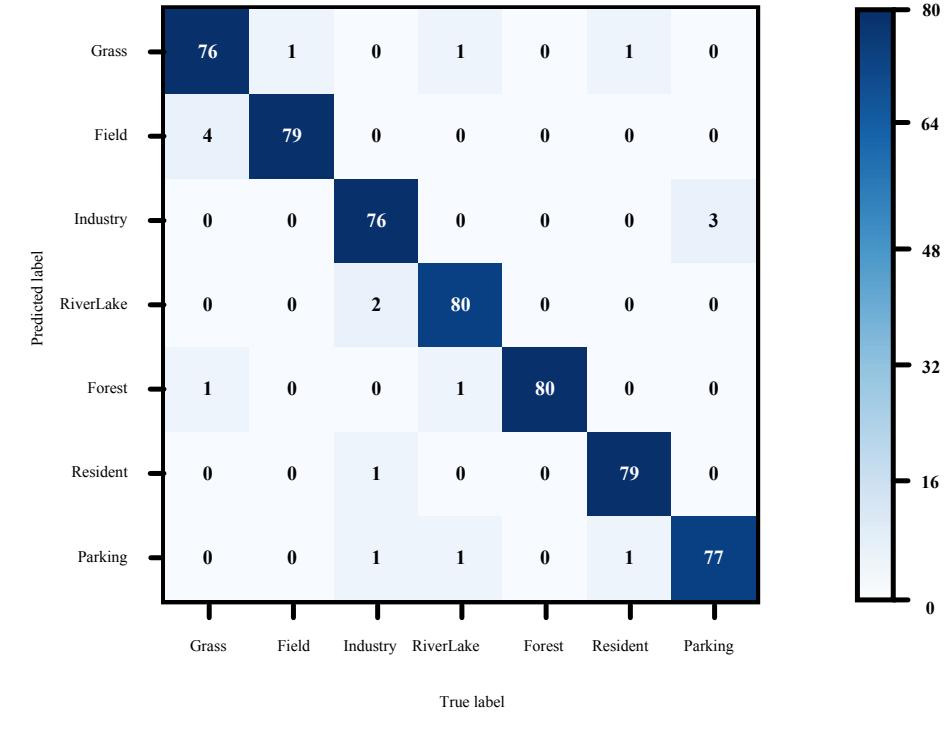 80
Grass 76 1 0 1 0 1 0
64
Field 4 79 0 0 0 0 0
Industry 0 0 76 0 0 0 3
48
Predicted label
RiverLake 0 0 2 80 0 0 0
32
Forest 1 0 0 1 80 0 0
Resident 0 0 1 0 0 79 0
16
Parking 0 0 1 1 0 1 77
0
Grass Field Industry RiverLake Forest Resident Parking
True label